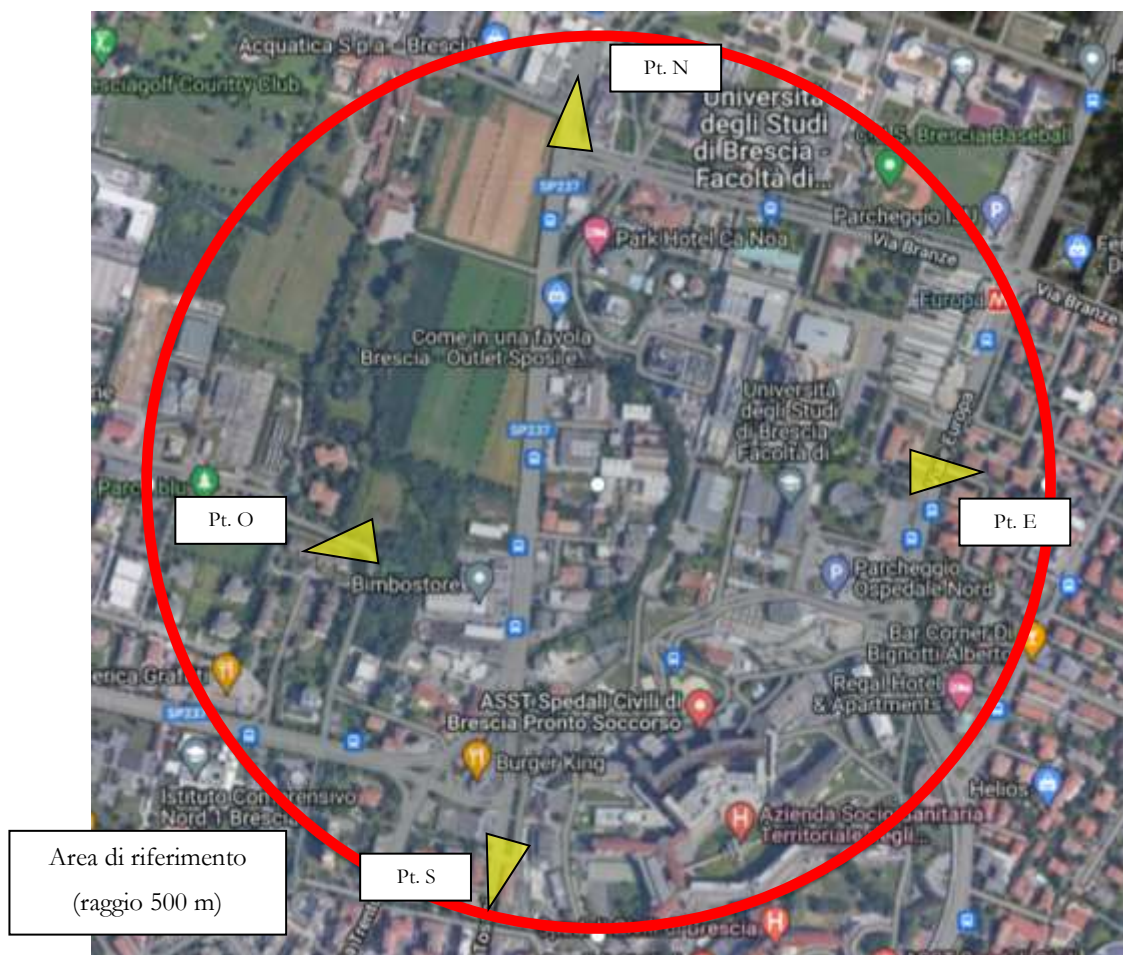 Acquatica S.p.a. - Brescia
Pt. N
Bresciagolf Country Club
Università
degli Studi
di Brescia -
Facoltà di...
Brescia Baseball
SP237
Parcheggio ISU
Park Hotel Cà Noa
Via Branze
Europa
Via Branze
Come in una favola
Brescia - Outlet Sposi e...
Università
degli Studi
di Brescia -
Facoltà di
Europa
SP237
Parco blu
Pt. O
Pt. E
Bimbostore
Parcheggio
Ospedale Nord
Bar Corner Di
Bignotti Alberto
ASST Spedali Civili di
Brescia Pronto Soccorso
Regal Hotel
& Apartments
SP237
Burger King
Istituto Comprensivo
Nord 1 Brescia
Helios
Azienda Socio Sanitaria
Territoriale degli...
Area di riferimento
(raggio 500 m)
Pt. S